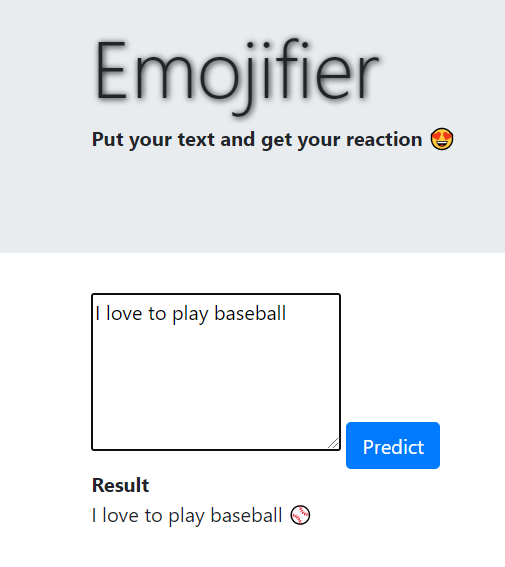 Emojifier
Put your text and get your reaction 😍
I love to play baseball
Predict
Result
I love to play baseball ⚾